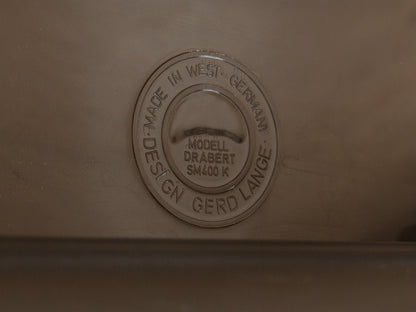 ·MADE IN WEST-GERMANY·
MODELL
DRABERT
SM400 K
DESIGN GERD LANGE